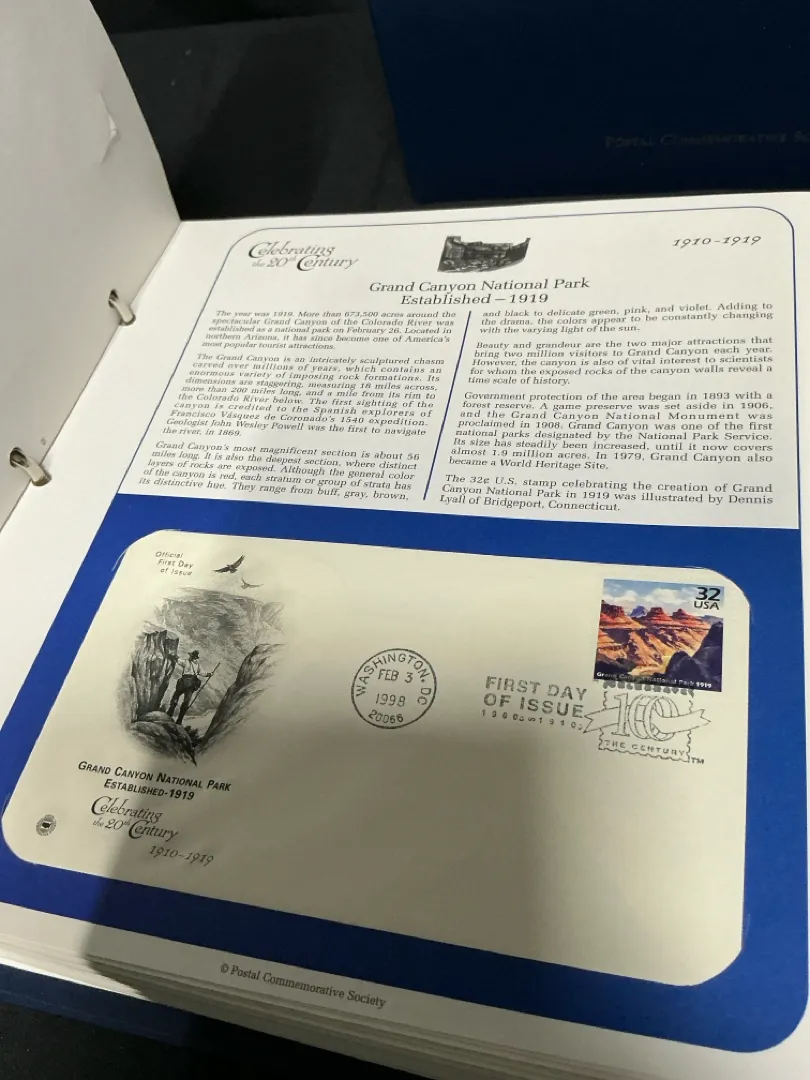 POSTAL COMMEMORATIVE
Celebrating
the 20th Century
1910-1919
Grand Canyon National Park
Established – 1919
The year was 1919. More than 673,500 acres around the
spectacular Grand Canyon of the Colorado River was
established as a national park on February 26. Located in
northern Arizona, it has since become one of America's
most popular tourist attractions.
The Grand Canyon is an intricately sculptured chasm
carved over millions of years, which contains an
enormous variety of imposing rock formations. Its
dimensions are staggering, measuring 18 miles across,
more than 200 miles long, and a mile from its rim to
the Colorado River below. The first sighting of the
canyon is credited to the Spanish explorers of
Francisco Vásquez de Coronado's 1540 expedition.
Geologist John Wesley Powell was the first to navigate
the river, in 1869.
Grand Canyon's most magnificent section is about 56
miles long. It is also the deepest section, where distinct
layers of rocks are exposed. Although the general color
of the canyon is red, each stratum or group of strata has
its distinctive hue. They range from buff, gray, brown,
and black to delicate green, pink, and violet. Adding to
the drama, the colors appear to be constantly changing
with the varying light of the sun.
Beauty and grandeur are the two major attractions that
bring two million visitors to Grand Canyon each year.
However, the canyon is also of vital interest to scientists
for whom the exposed rocks of the canyon walls reveal a
time scale of history.
Government protection of the area began in 1893 with a
forest reserve. A game preserve was set aside in 1906,
and the Grand Canyon National Monument was
proclaimed in 1908. Grand Canyon was one of the first
national parks designated by the National Park Service.
Its size has steadily been increased, until it now covers
almost 1.9 million acres. In 1979, Grand Canyon also
became a World Heritage Site.
The 32¢ U.S. stamp celebrating the creation of Grand
Canyon National Park in 1919 was illustrated by Dennis
Lyall of Bridgeport, Connecticut.
Official
First Day
of Issue
32
USA
Grand Canyon National Park 1919
WASHINGTON, DC
FEB 3
1998
20066
FIRST DAY
OF ISSUE
100
THE CENTURY
TM
GRAND CANYON NATIONAL PARK
ESTABLISHED-1919
Celebrating
the 20th Century
1910-1919
© Postal Commemorative Society